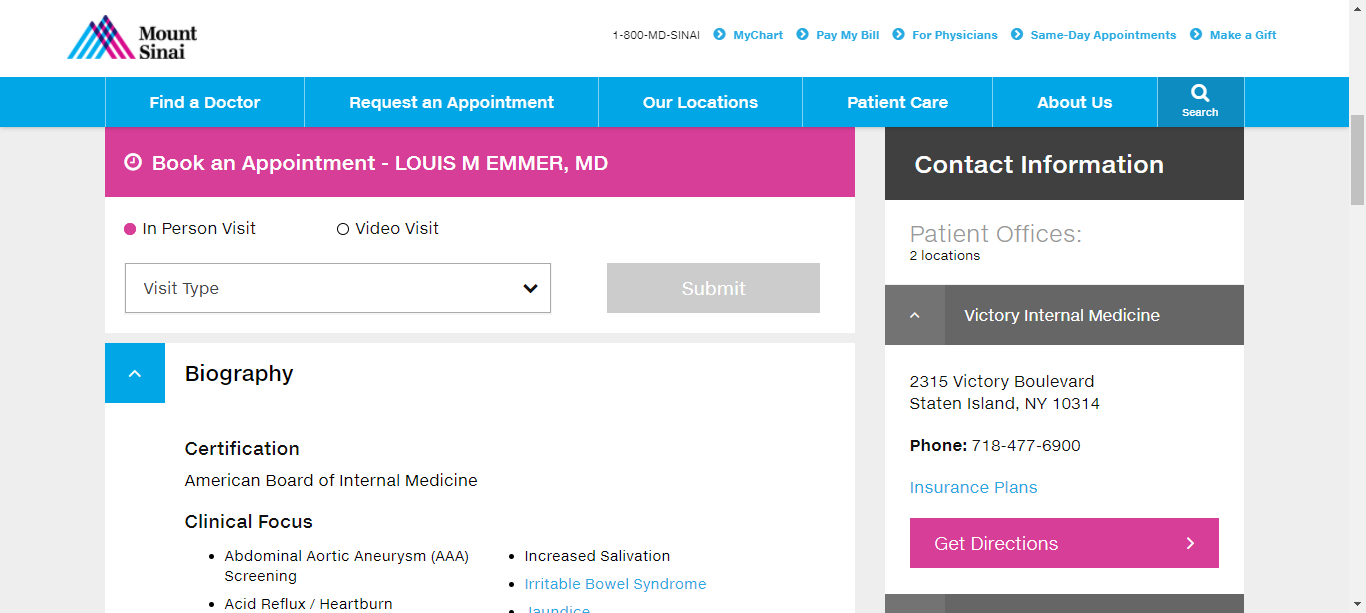 Mount
Sinai
1-800-MD-SINAI MyChart Pay My Bill For Physicians Same-Day Appointments Make a Gift
Find a Doctor Request an Appointment Our Locations Patient Care About Us Search
Book an Appointment - LOUIS M EMMER, MD
In Person Visit Video Visit
Visit Type Submit
Biography
Certification
American Board of Internal Medicine
Clinical Focus
Abdominal Aortic Aneurysm (AAA)
Screening
Acid Reflux / Heartburn
Increased Salivation
Irritable Bowel Syndrome
Jaundice
Contact Information
Patient Offices:
2 locations
Victory Internal Medicine
2315 Victory Boulevard
Staten Island, NY 10314
Phone: 718-477-6900
Insurance Plans
Get Directions